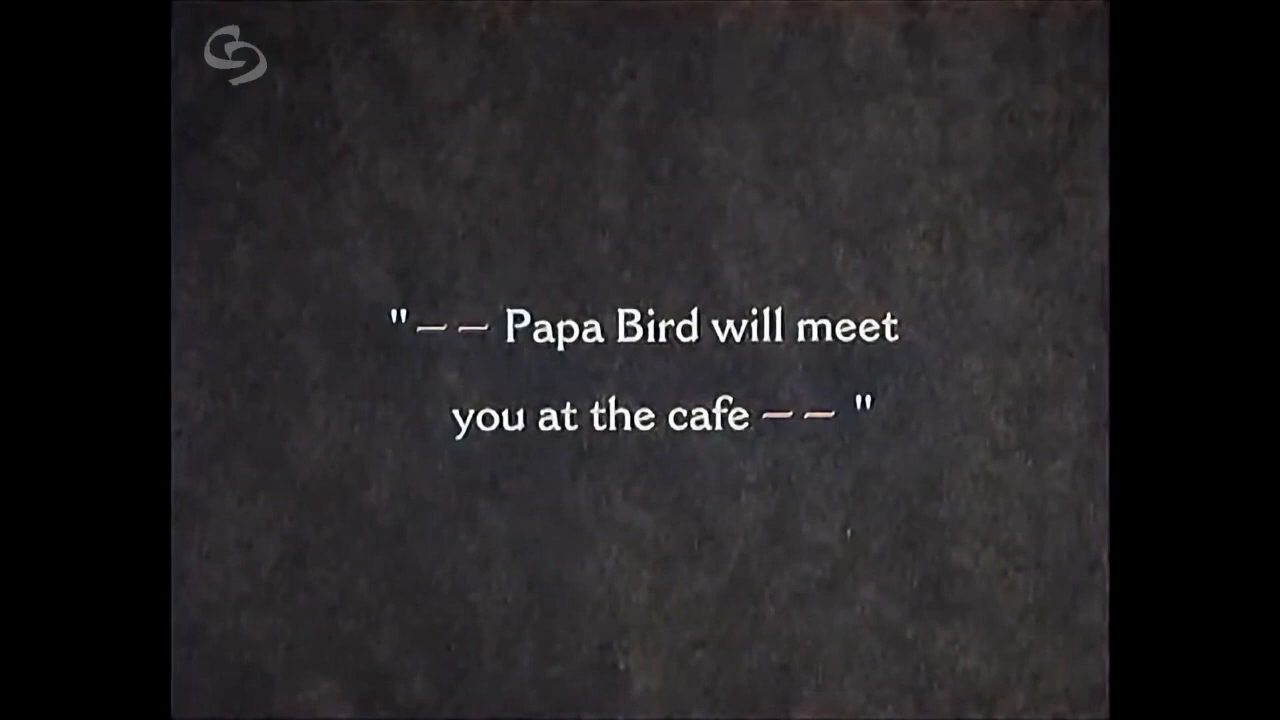 "—— Papa Bird will meet
you at the cafe —— "